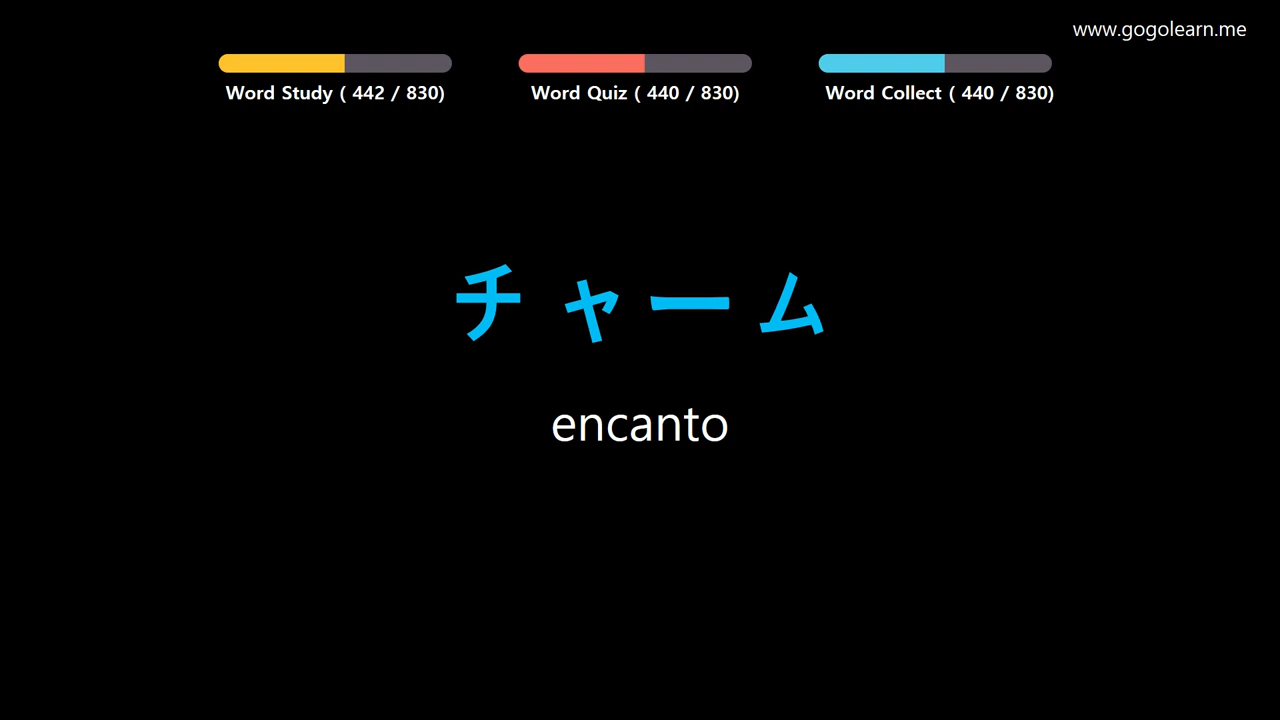 www.gogolearn.me
Word Study ( 442 / 830)
Word Quiz ( 440 / 830)
Word Collect ( 440 / 830)
チャーム
encanto